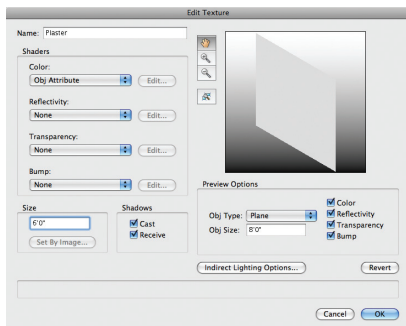 Edit Texture
Name: Plaster
Shaders
Color:
Obj Attribute Edit...
Reflectivity:
None Edit...
Transparency:
None Edit...
Bump:
None Edit...
Size
6'0"
Set By Image...
Shadows
Cast
Receive
Preview Options
Obj Type: Plane
Obj Size: 8'0"
Color
Reflectivity
Transparency
Bump
Indirect Lighting Options...
Revert
Cancel
OK